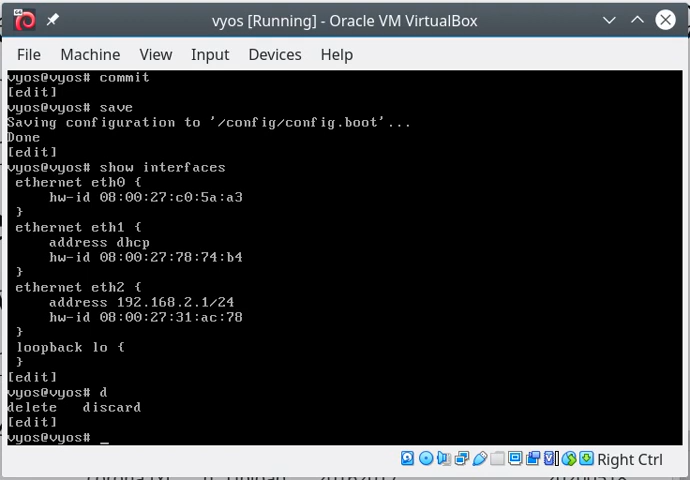 vyos [Running] - Oracle VM VirtualBox
File Machine View Input Devices Help
vyos@vyos# commit
[edit]
vyos@vyos# save
Saving configuration to '/config/config.boot'...
Done
[edit]
vyos@vyos# show interfaces
 ethernet eth0 {
     hw-id 08:00:27:c0:5a:a3
 }
 ethernet eth1 {
     address dhcp
     hw-id 08:00:27:78:74:b4
 }
 ethernet eth2 {
     address 192.168.2.1/24
     hw-id 08:00:27:31:ac:78
 }
 loopback lo {
 }
[edit]
vyos@vyos# d
delete   discard
[edit]
vyos@vyos# _
Right Ctrl